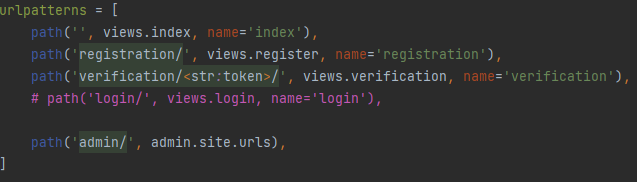 urlpatterns = [
    path('', views.index, name='index'),
    path('registration/', views.register, name='registration'),
    path('verification/<str:token>/', views.verification, name='verification'),
    # path('login/', views.login, name='login'),

    path('admin/', admin.site.urls),
]